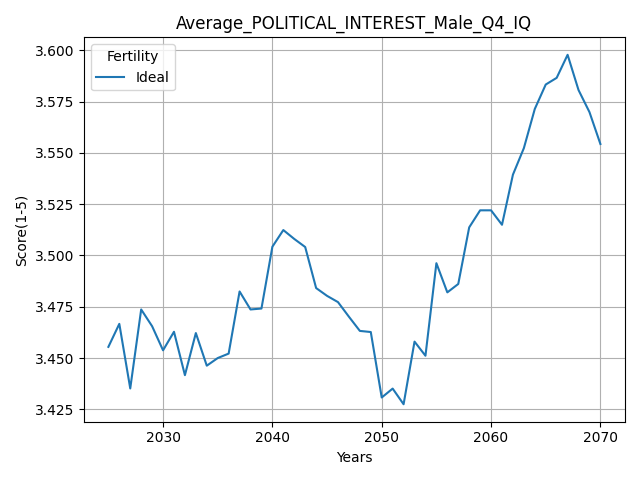 Average_POLITICAL_INTEREST_Male_Q4_IQ
Fertility
Ideal
3.600
3.575
3.550
3.525
3.500
3.475
3.450
3.425
Score(1-5)
2030 2040 2050 2060 2070
Years